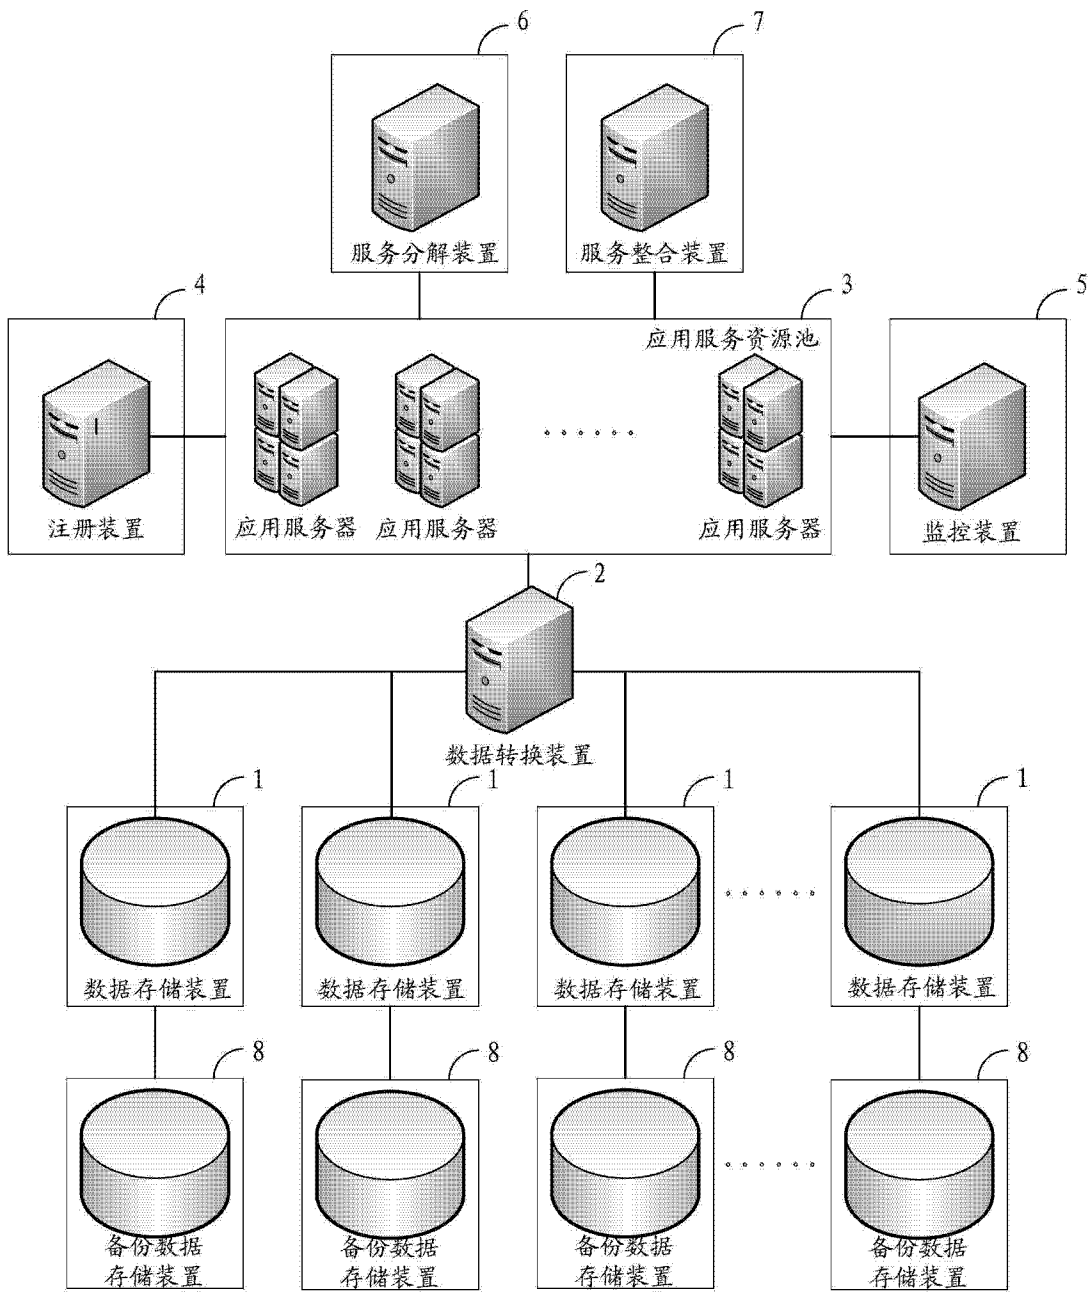 6
7
服务分解装置
服务整合装置
4
3
5
应用服务资源池
注册装置
应用服务器
应用服务器
······
应用服务器
监控装置
2
数据转换装置
1
1
1
1
······
数据存储装置
数据存储装置
数据存储装置
数据存储装置
8
8
8
8
······
备份数据
存储装置
备份数据
存储装置
备份数据
存储装置
备份数据
存储装置